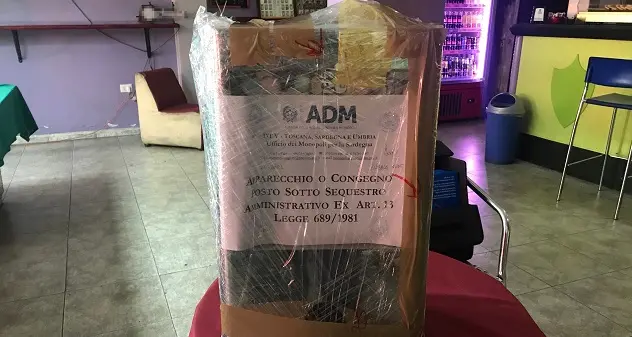 ADM
DT V - TOSCANA, SARDEGNA E UMBRIA
Ufficio dei Monopoli per la Sardegna
APPARECCHIO O CONGEGNO
POSTO SOTTO SEQUESTRO
AMMINISTRATIVO EX ART. 13
LEGGE 689/1981